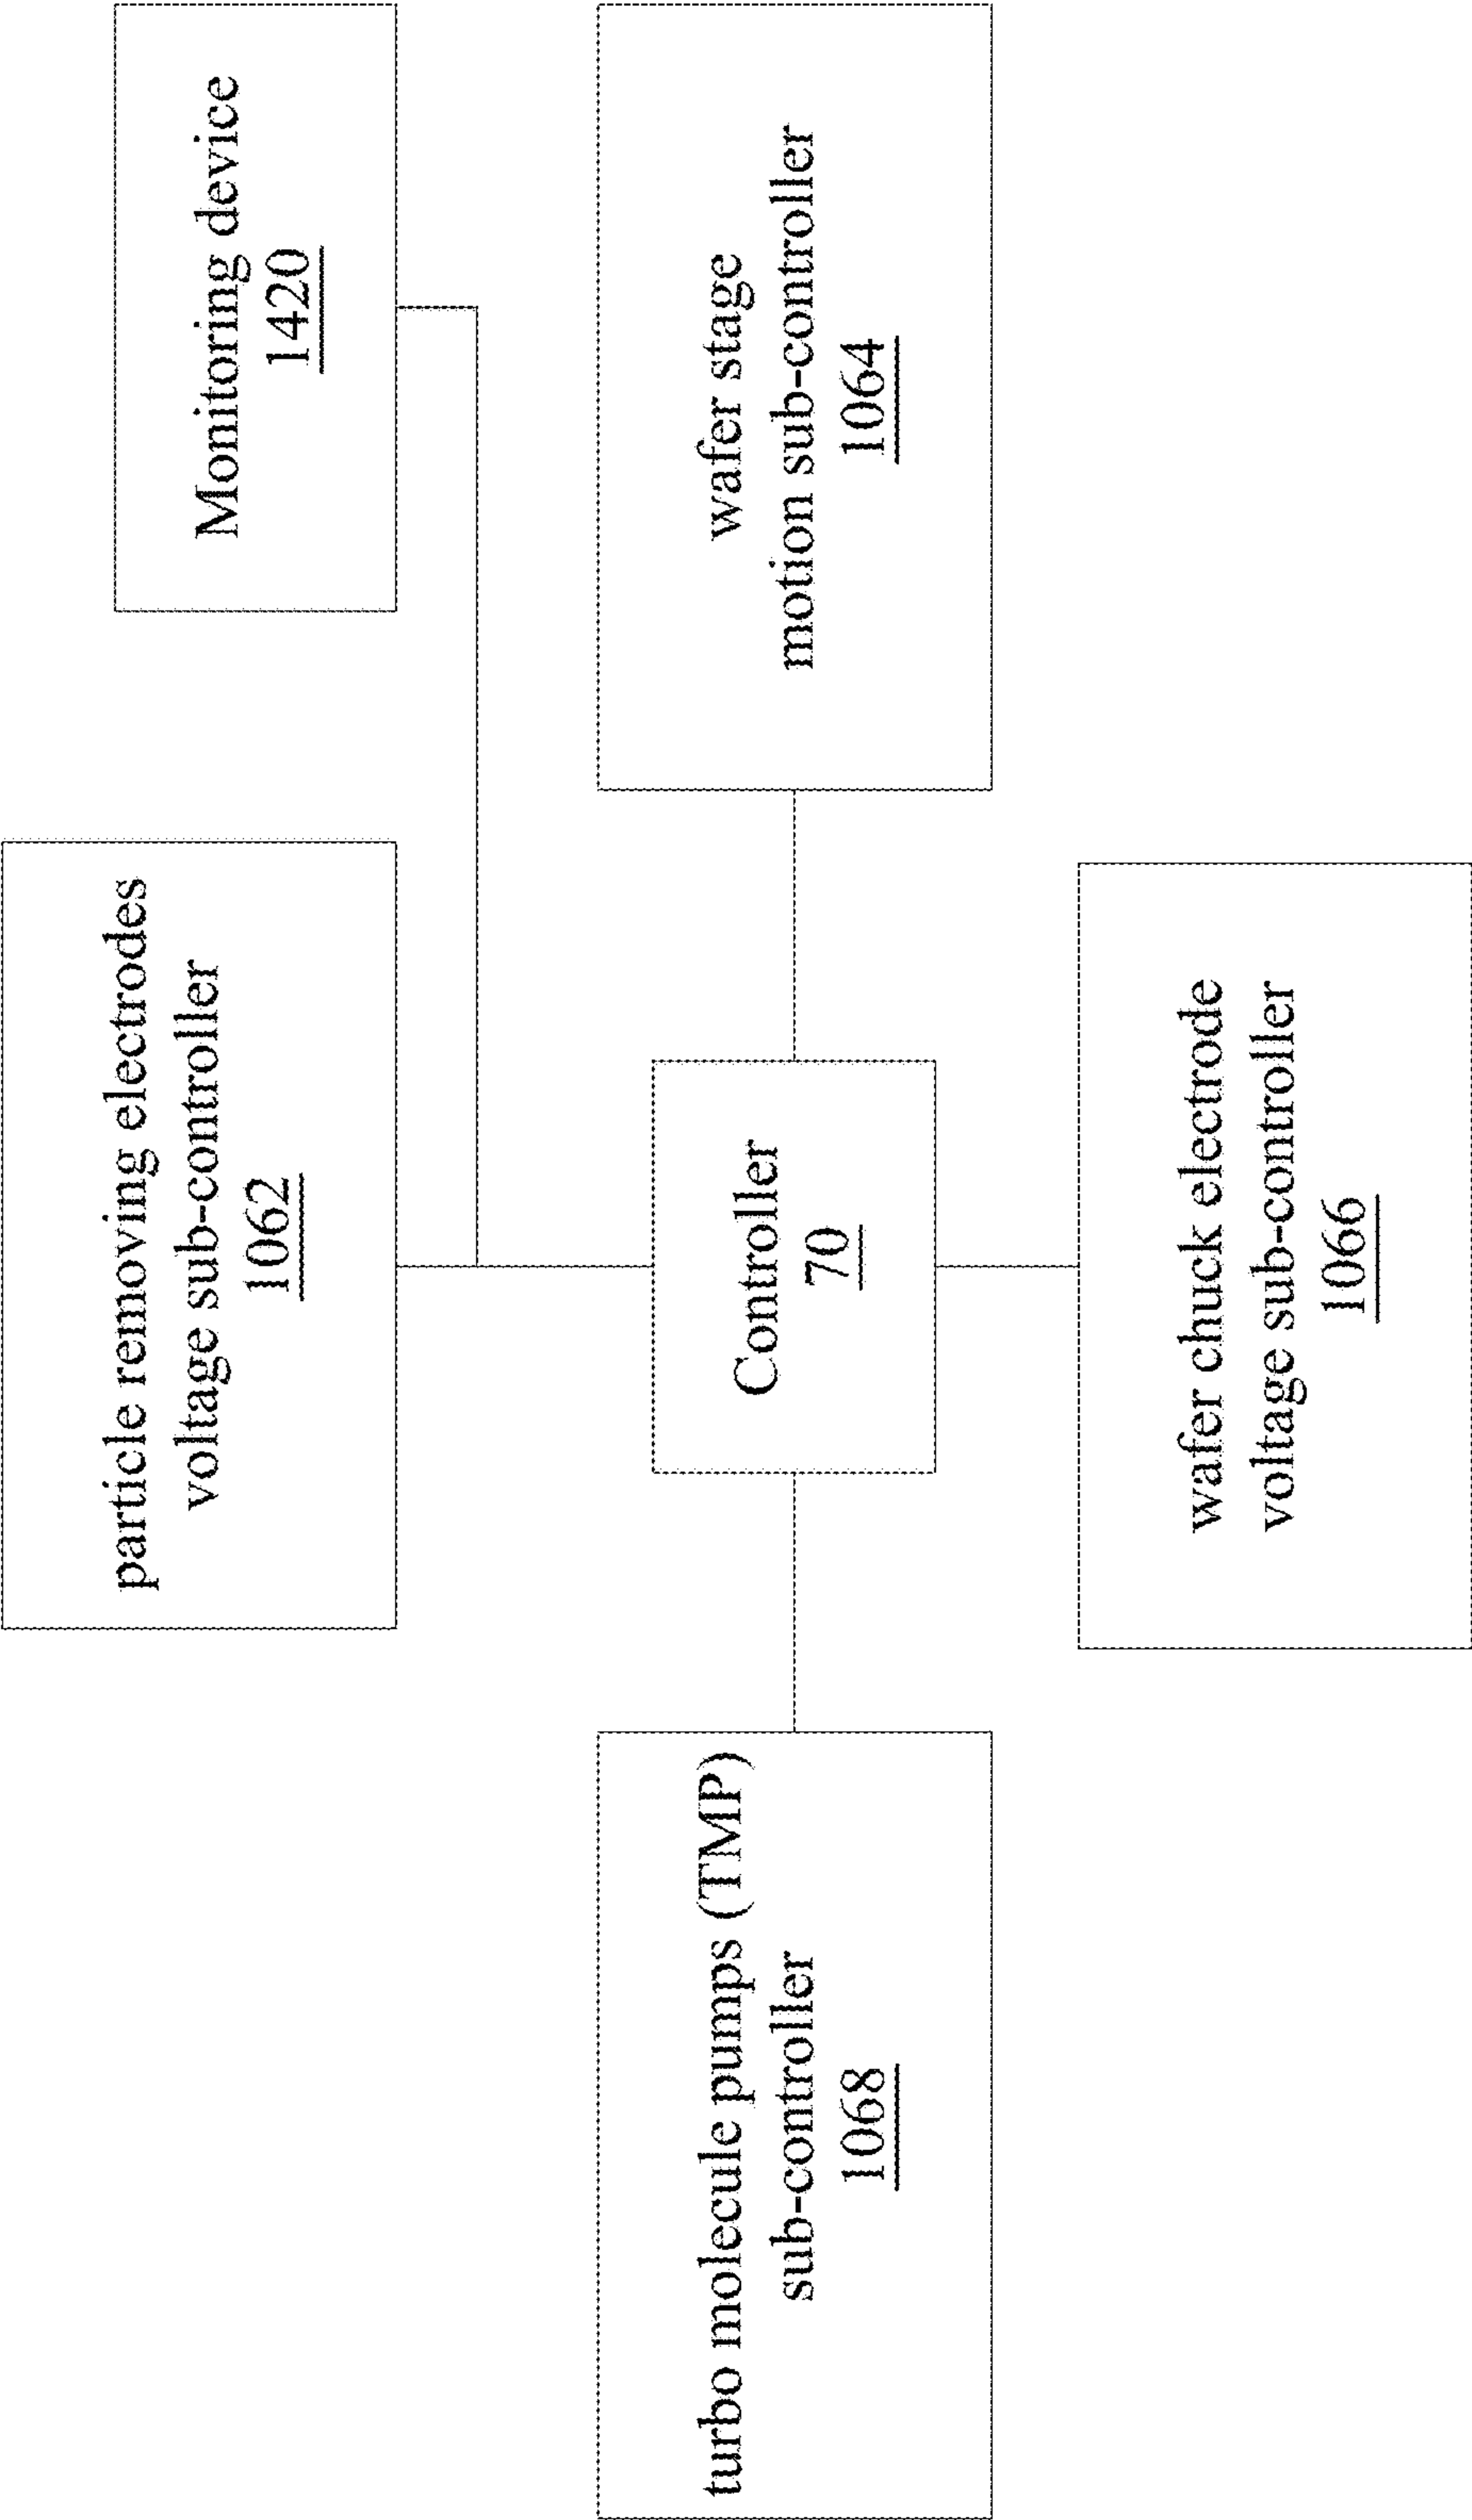 particle removing electrodes
voltage sub-controller
1062
Monitoring device
1420
turbo molecule pumps (TMP)
sub-controller
1068
Controller
70
wafer stage
motion sub-controller
1064
wafer chuck electrode
voltage sub-controller
1066